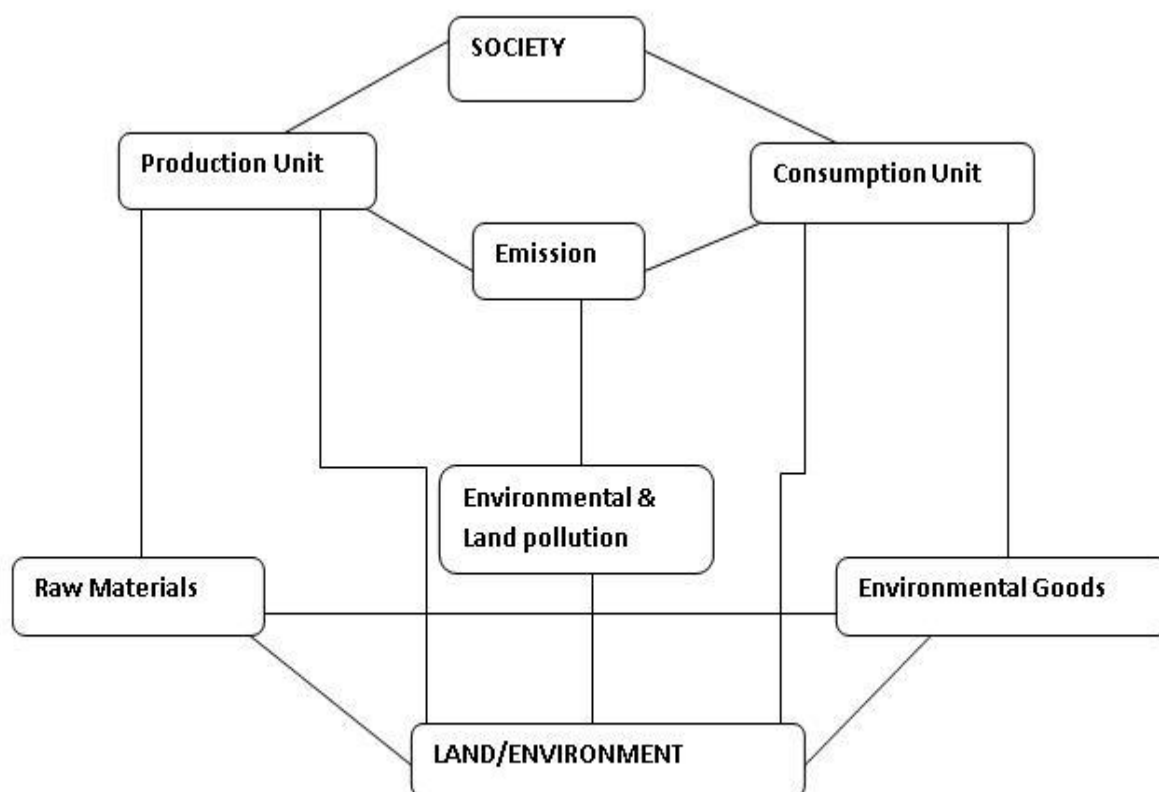 SOCIETY
Production Unit
Consumption Unit
Emission
Environmental &
Land pollution
Raw Materials
Environmental Goods
LAND/ENVIRONMENT